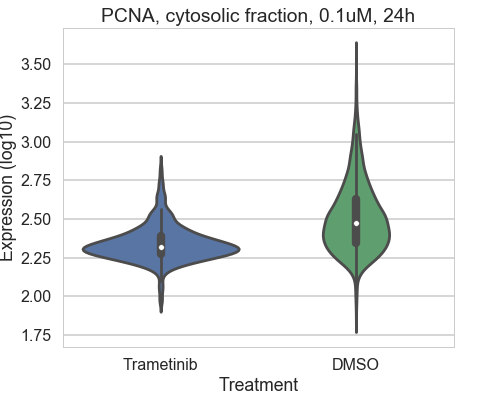 PCNA, cytosolic fraction, 0.1uM, 24h
Expression (log10)
3.50
3.25
3.00
2.75
2.50
2.25
2.00
1.75
Trametinib DMSO
Treatment